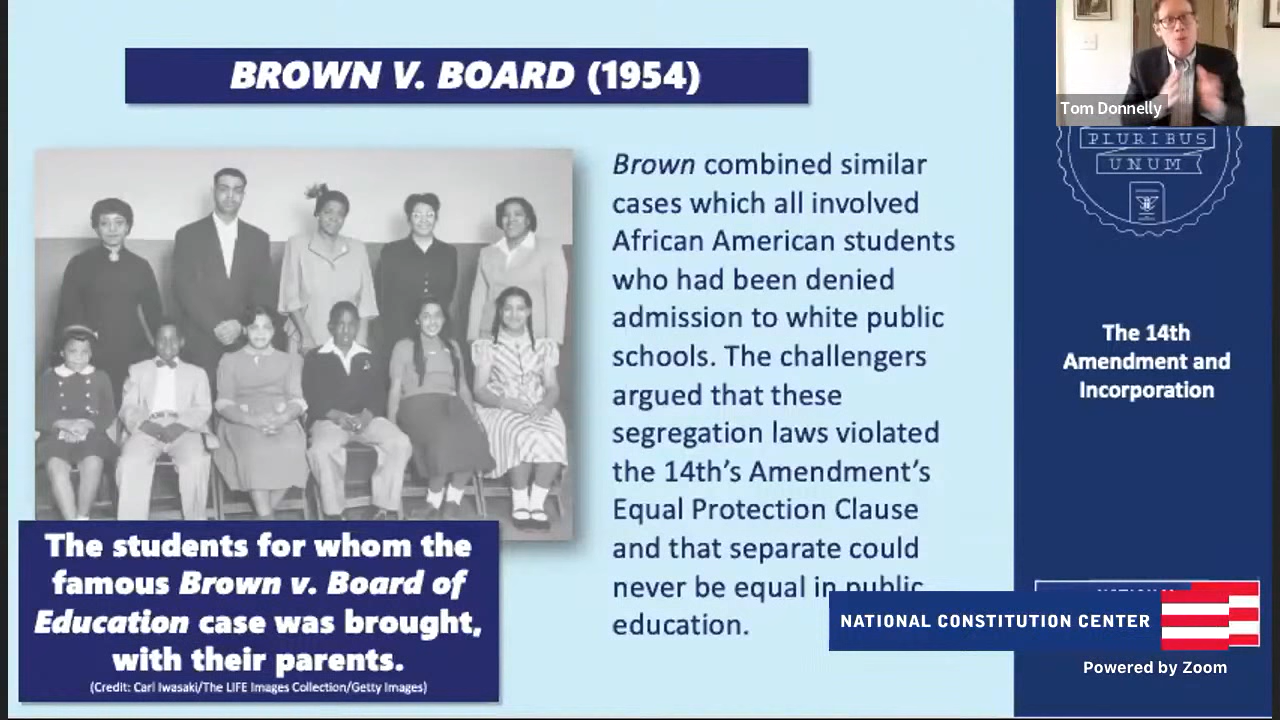 BROWN V. BOARD (1954)
Tom Donnelly
PLURIBUS
UNUM
Brown combined similar
cases which all involved
African American students
who had been denied
admission to white public
schools. The challengers
argued that these
segregation laws violated
the 14th's Amendment's
Equal Protection Clause
and that separate could
never be equal in public
education.
The students for whom the
famous Brown v. Board of
Education case was brought,
with their parents.
(Credit: Carl Iwasaki/The LIFE Images Collection/Getty Images)
The 14th
Amendment and
Incorporation
NATIONAL CONSTITUTION CENTER
Powered by Zoom